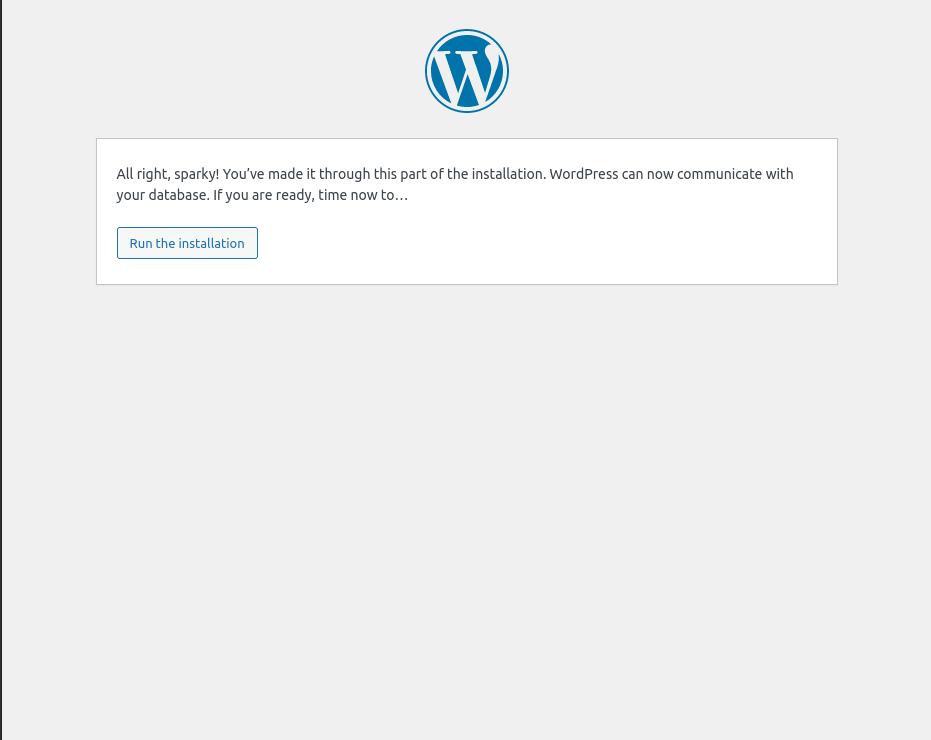 All right, sparky! You’ve made it through this part of the installation. WordPress can now communicate with
your database. If you are ready, time now to…
Run the installation